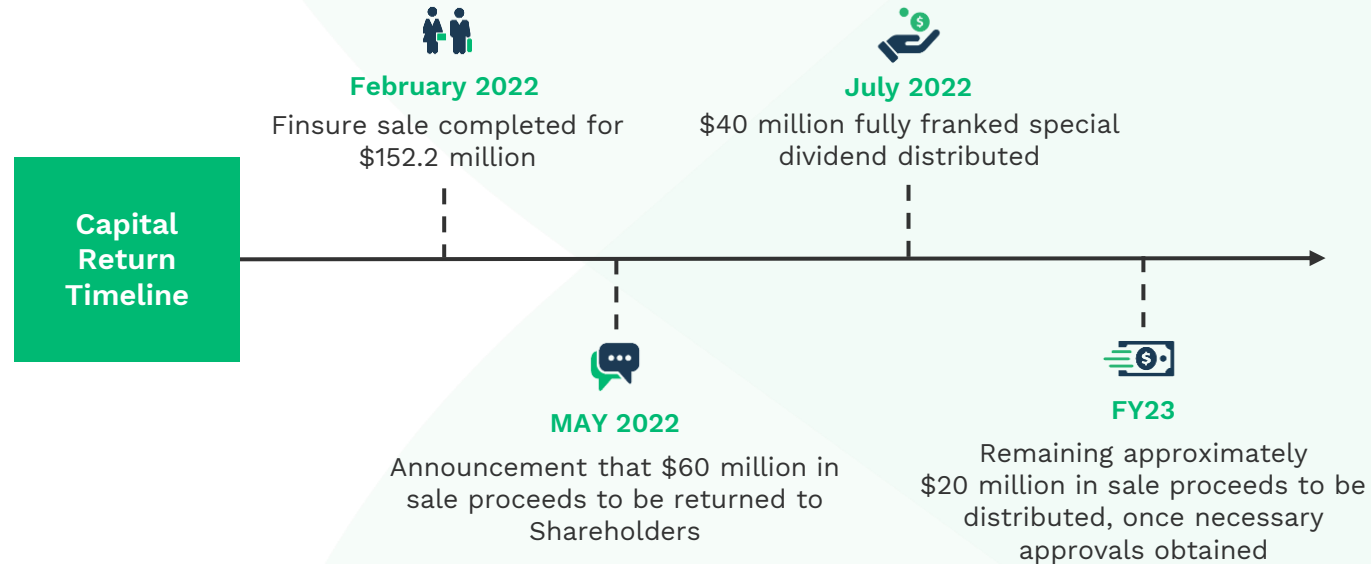 Capital
Return
Timeline
February 2022
Finsure sale completed for
$152.2 million
MAY 2022
Announcement that $60 million in
sale proceeds to be returned to
Shareholders
July 2022
$40 million fully franked special
dividend distributed
FY23
Remaining approximately
$20 million in sale proceeds to be
distributed, once necessary
approvals obtained